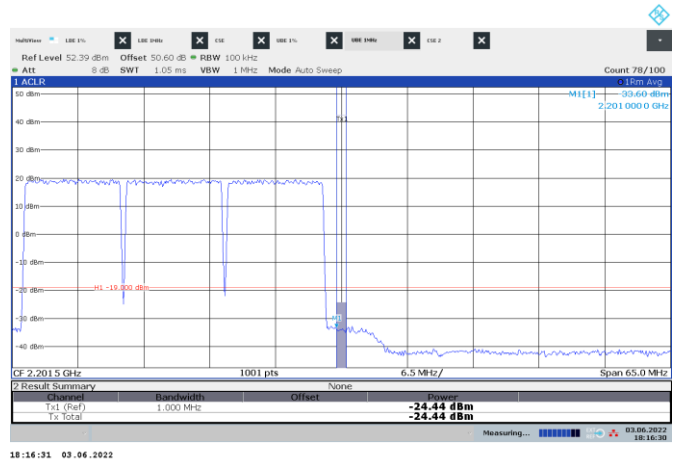 MultiView LBE 1% X LBE 1MHz X CSE X UBE 1% X UBE 1MHz X CSE 2 X
Ref Level 52.39 dBm Offset 50.60 dB RBW 100 kHz
Att 8 dB SWT 1.05 ms VBW 1 MHz Mode Auto Sweep Count 78/100
1 ACLR 1Rm Avg
50 dBm M1[1] -33.60 dBm
2.2010000 GHz
40 dBm Tx1
30 dBm
20 dBm
10 dBm
0 dBm
-10 dBm
-20 dBm H1 -19.000 dBm
-30 dBm M1
-40 dBm
CF 2.2015 GHz 1001 pts 6.5 MHz/ Span 65.0 MHz
2 Result Summary None
Channel Bandwidth Offset Power
Tx1 (Ref) 1.000 MHz -24.44 dBm
Tx Total -24.44 dBm
Measuring... 03.06.2022
18:16:30
18:16:31 03.06.2022